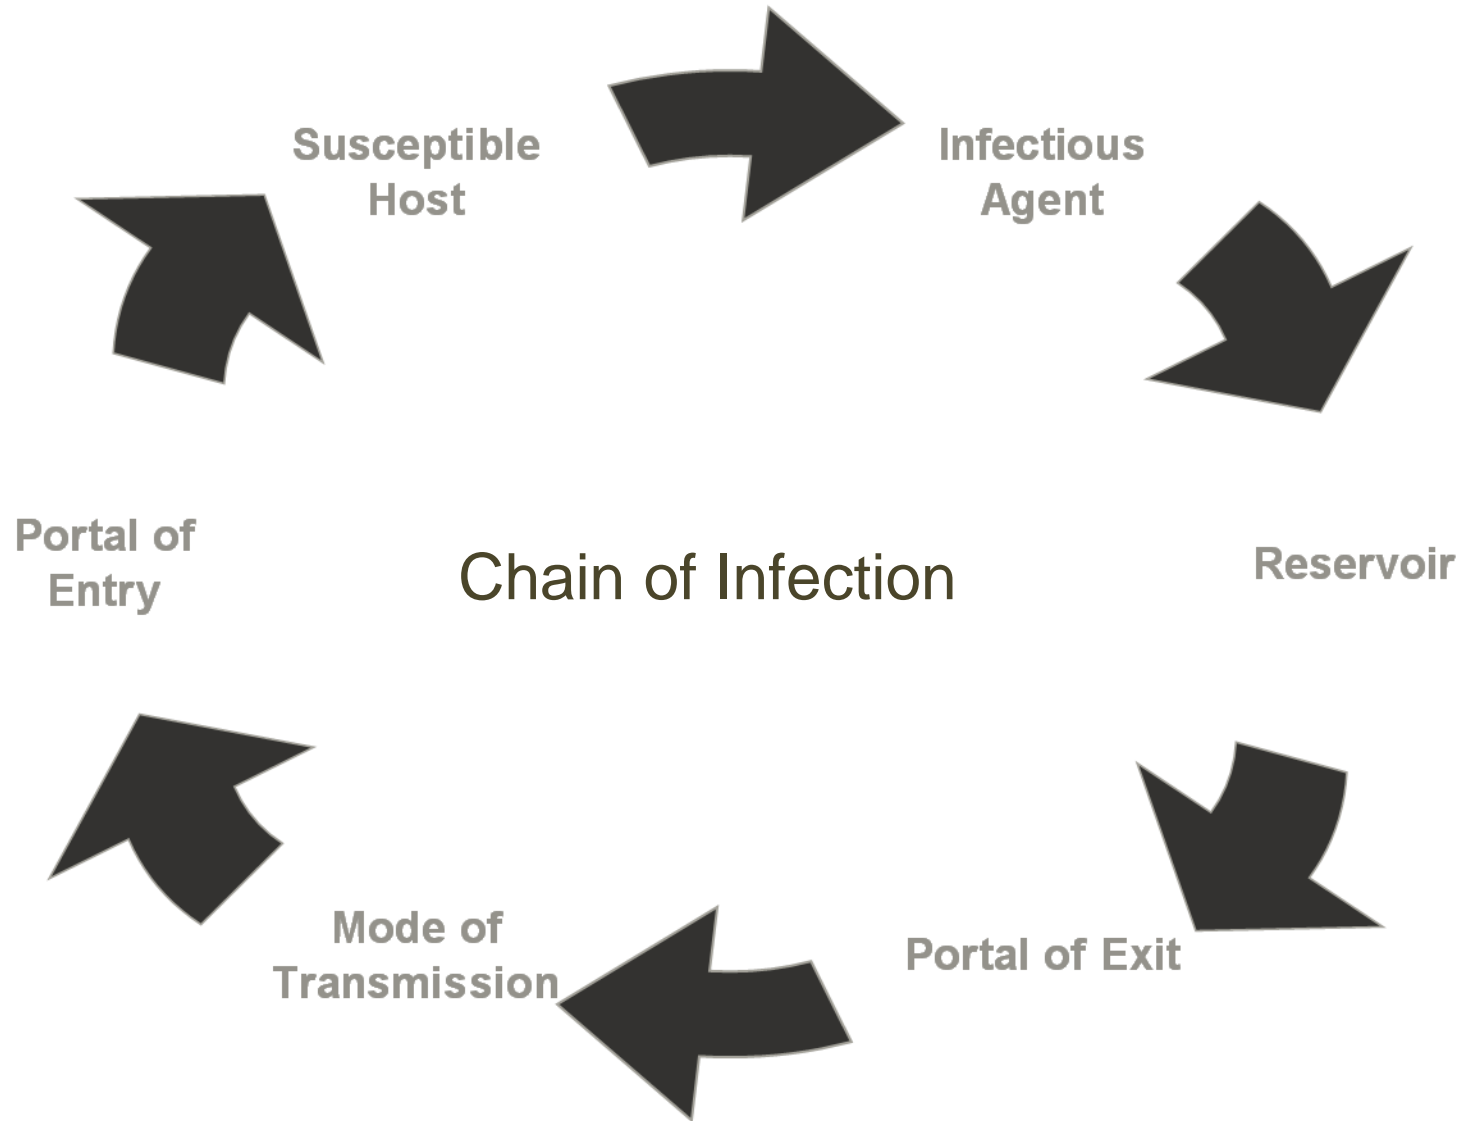 Susceptible
Host
Infectious
Agent
Portal of
Entry
Chain of Infection
Reservoir
Mode of
Transmission
Portal of Exit